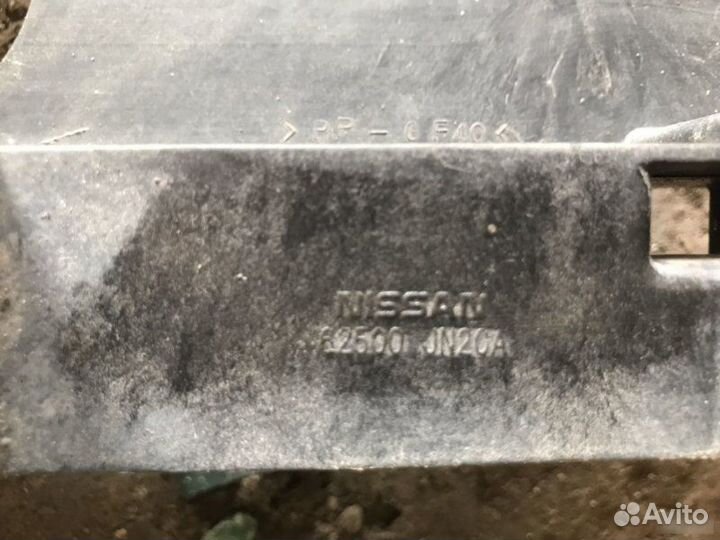 >PP-GF40<
NISSAN
62500 JN20A
Avito